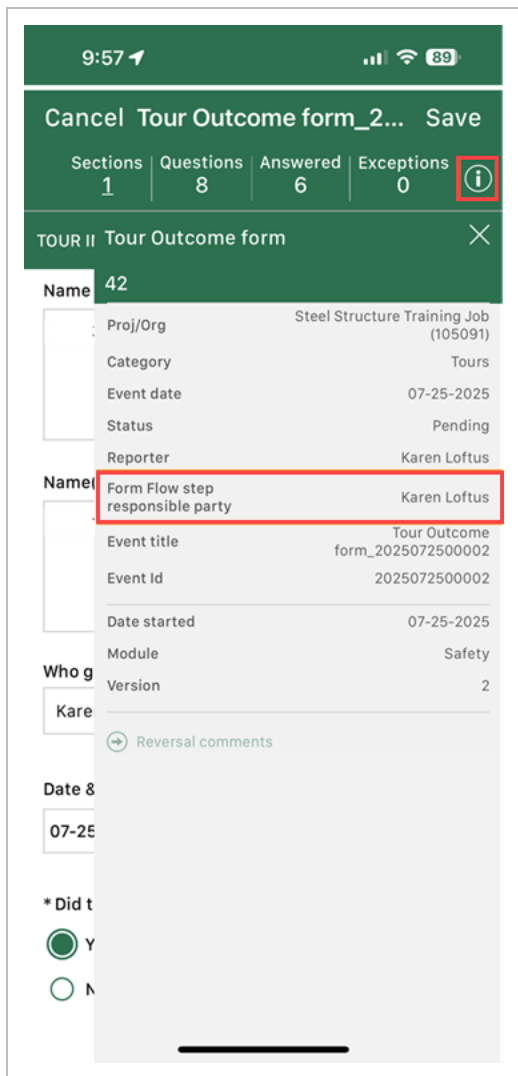 9:57
89
Cancel Tour Outcome form_2... Save
Sections Questions Answered Exceptions
1 8 6 0
TOUR II Tour Outcome form
Name 42
Proj/Org Steel Structure Training Job
(105091)
Category Tours
Event date 07-25-2025
Status Pending
Reporter Karen Loftus
Name(
Form Flow step
responsible party Karen Loftus
Event title Tour Outcome
form_2025072500002
Event Id 2025072500002
Date started 07-25-2025
Module Safety
Who g
Version 2
Kare
Reversal comments
Date &
07-25
* Did t
Y
N